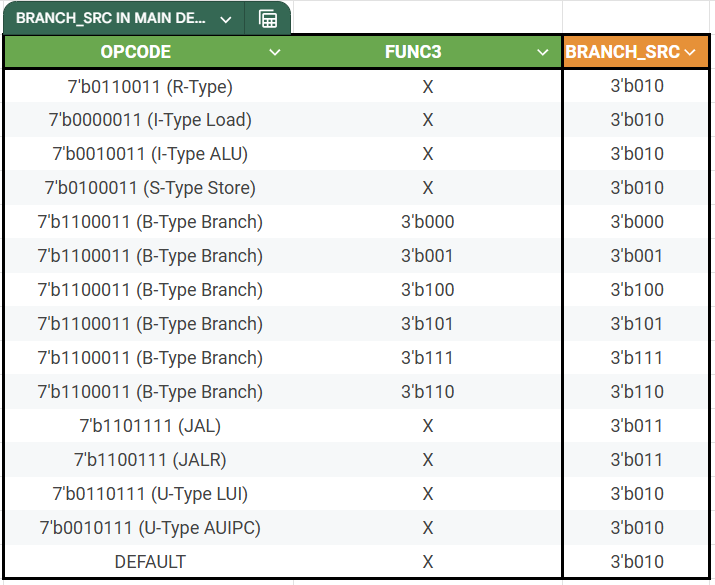 BRANCH_SRC IN MAIN DE...
OPCODE FUNC3 BRANCH_SRC
7'b0110011 (R-Type) X 3'b010
7'b0000011 (I-Type Load) X 3'b010
7'b0010011 (I-Type ALU) X 3'b010
7'b0100011 (S-Type Store) X 3'b010
7'b1100011 (B-Type Branch) 3'b000 3'b000
7'b1100011 (B-Type Branch) 3'b001 3'b001
7'b1100011 (B-Type Branch) 3'b100 3'b100
7'b1100011 (B-Type Branch) 3'b101 3'b101
7'b1100011 (B-Type Branch) 3'b111 3'b111
7'b1100011 (B-Type Branch) 3'b110 3'b110
7'b1101111 (JAL) X 3'b011
7'b1100111 (JALR) X 3'b011
7'b0110111 (U-Type LUI) X 3'b010
7'b0010111 (U-Type AUIPC) X 3'b010
DEFAULT X 3'b010